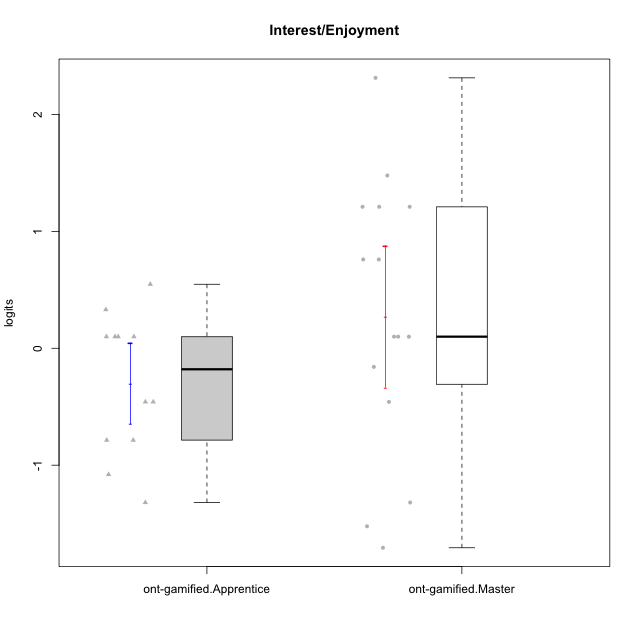 Interest/Enjoyment
logits
2
1
0
-1
ont-gamified.Apprentice
ont-gamified.Master